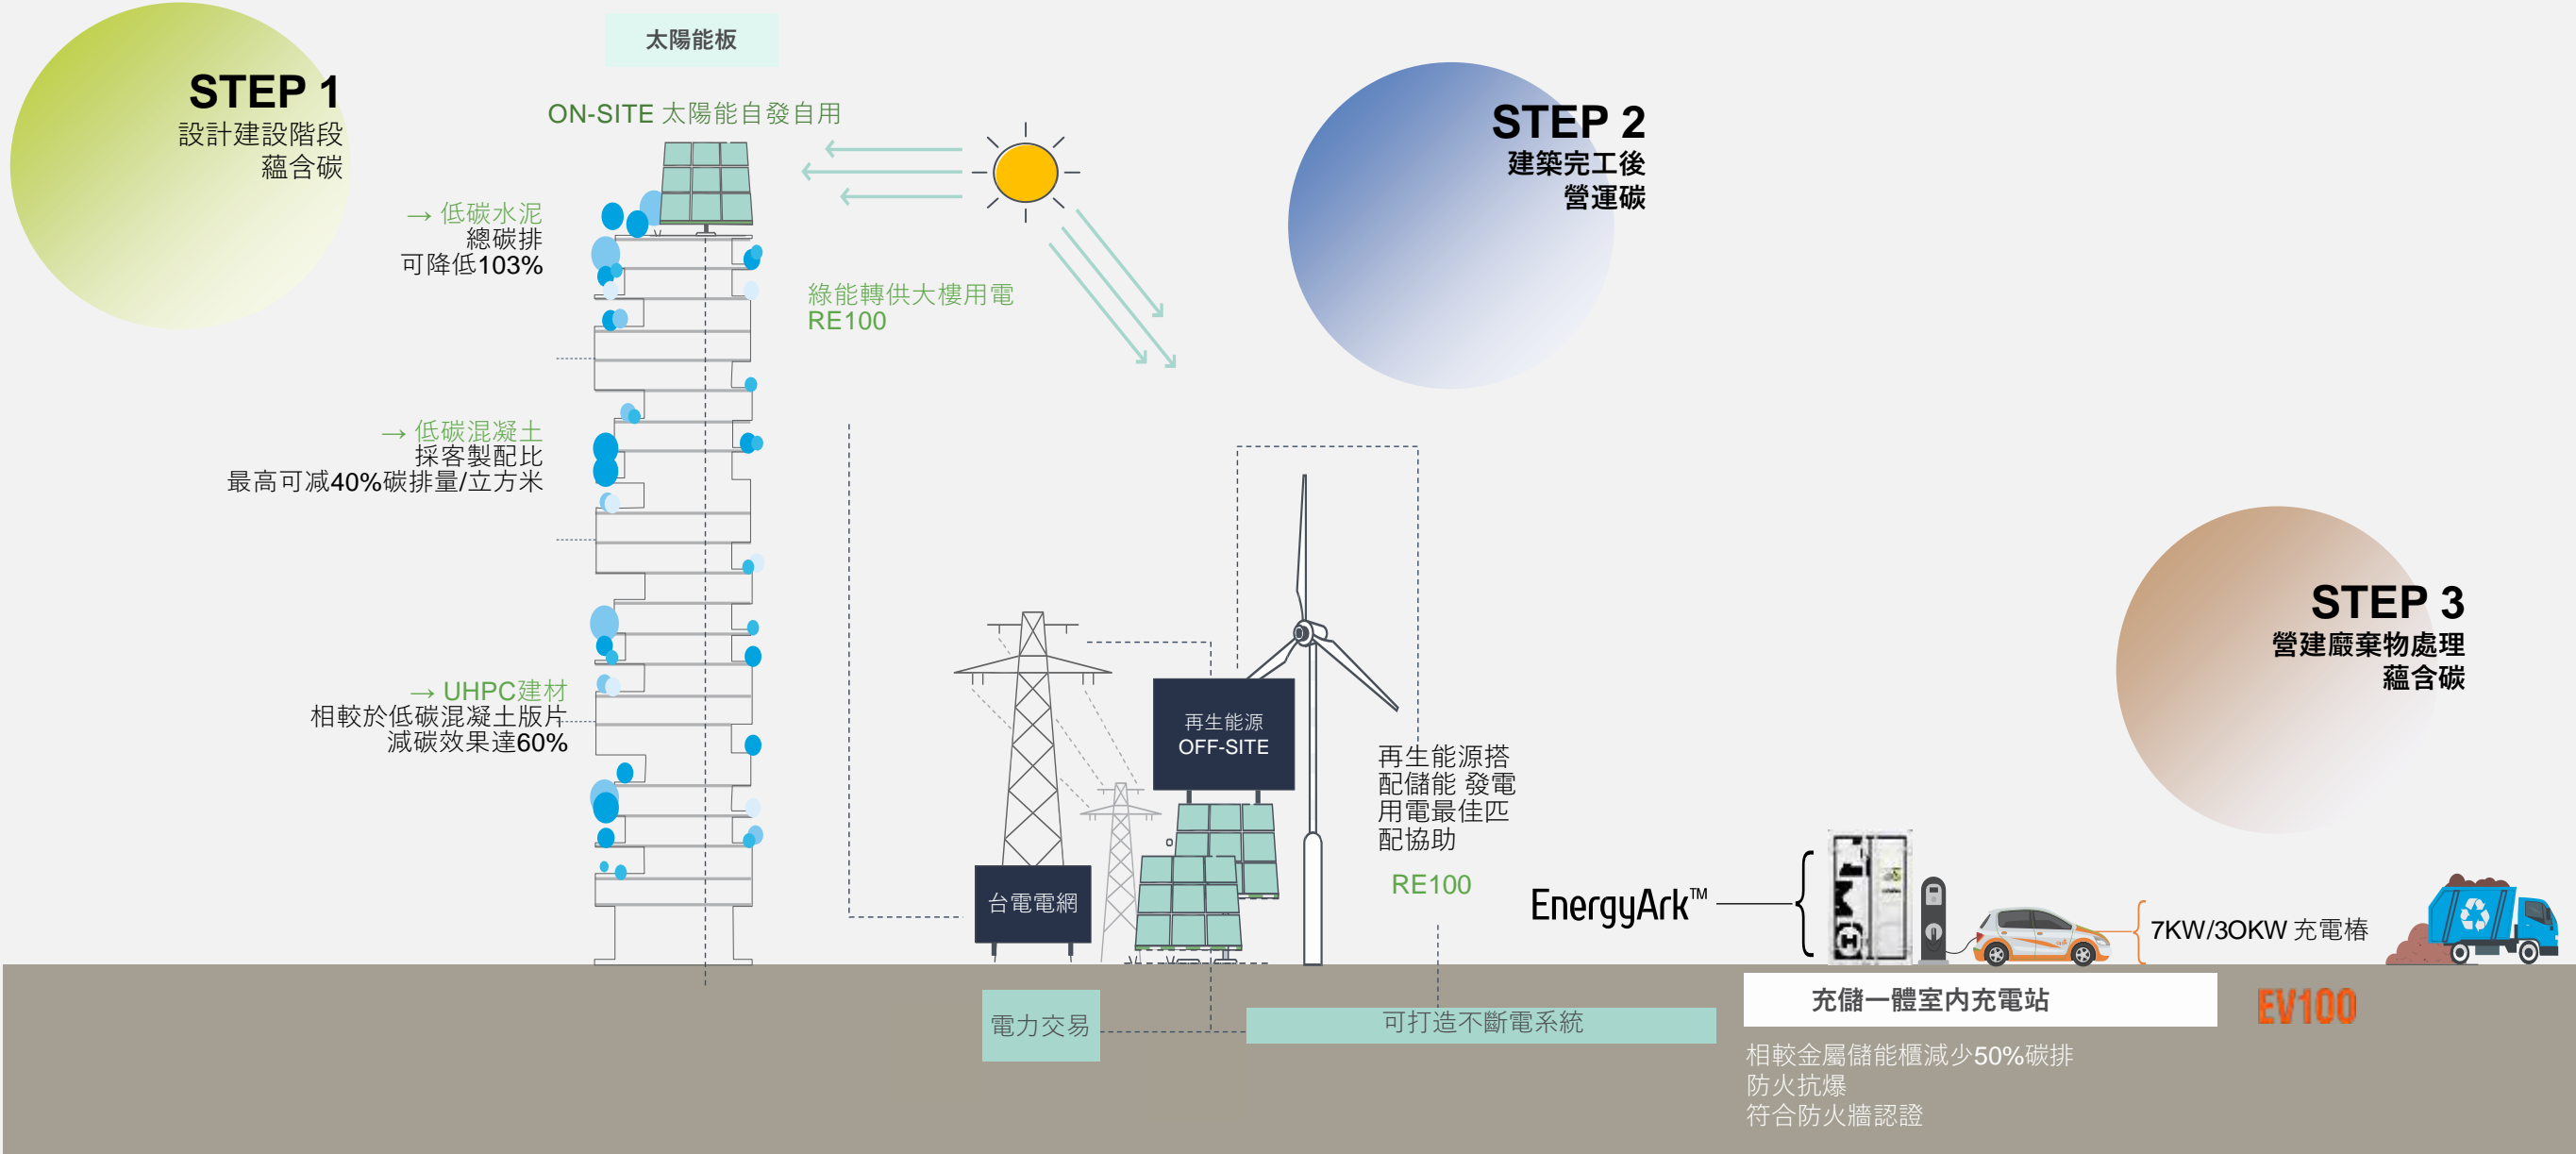 STEP 1
設計建設階段
蘊含碳
太陽能板
ON-SITE 太陽能自發自用
→ 低碳水泥
總碳排
可降低103%
綠能轉供大樓用電
RE100
→ 低碳混凝土
採客製配比
最高可減40%碳排量/立方米
→ UHPC建材
相較於低碳混凝土版片
減碳效果達60%
STEP 2
建築完工後
營運碳
再生能源
OFF-SITE
台電電網
再生能源搭
配儲能 發電
用電最佳匹
配協助
RE100
電力交易
可打造不斷電系統
STEP 3
營建廢棄物處理
蘊含碳
EnergyArk™
7KW/3OKW 充電樁
充儲一體室内充電站
EV100
相較金屬儲能櫃減少50%碳排
防火抗爆
符合防火牆認證